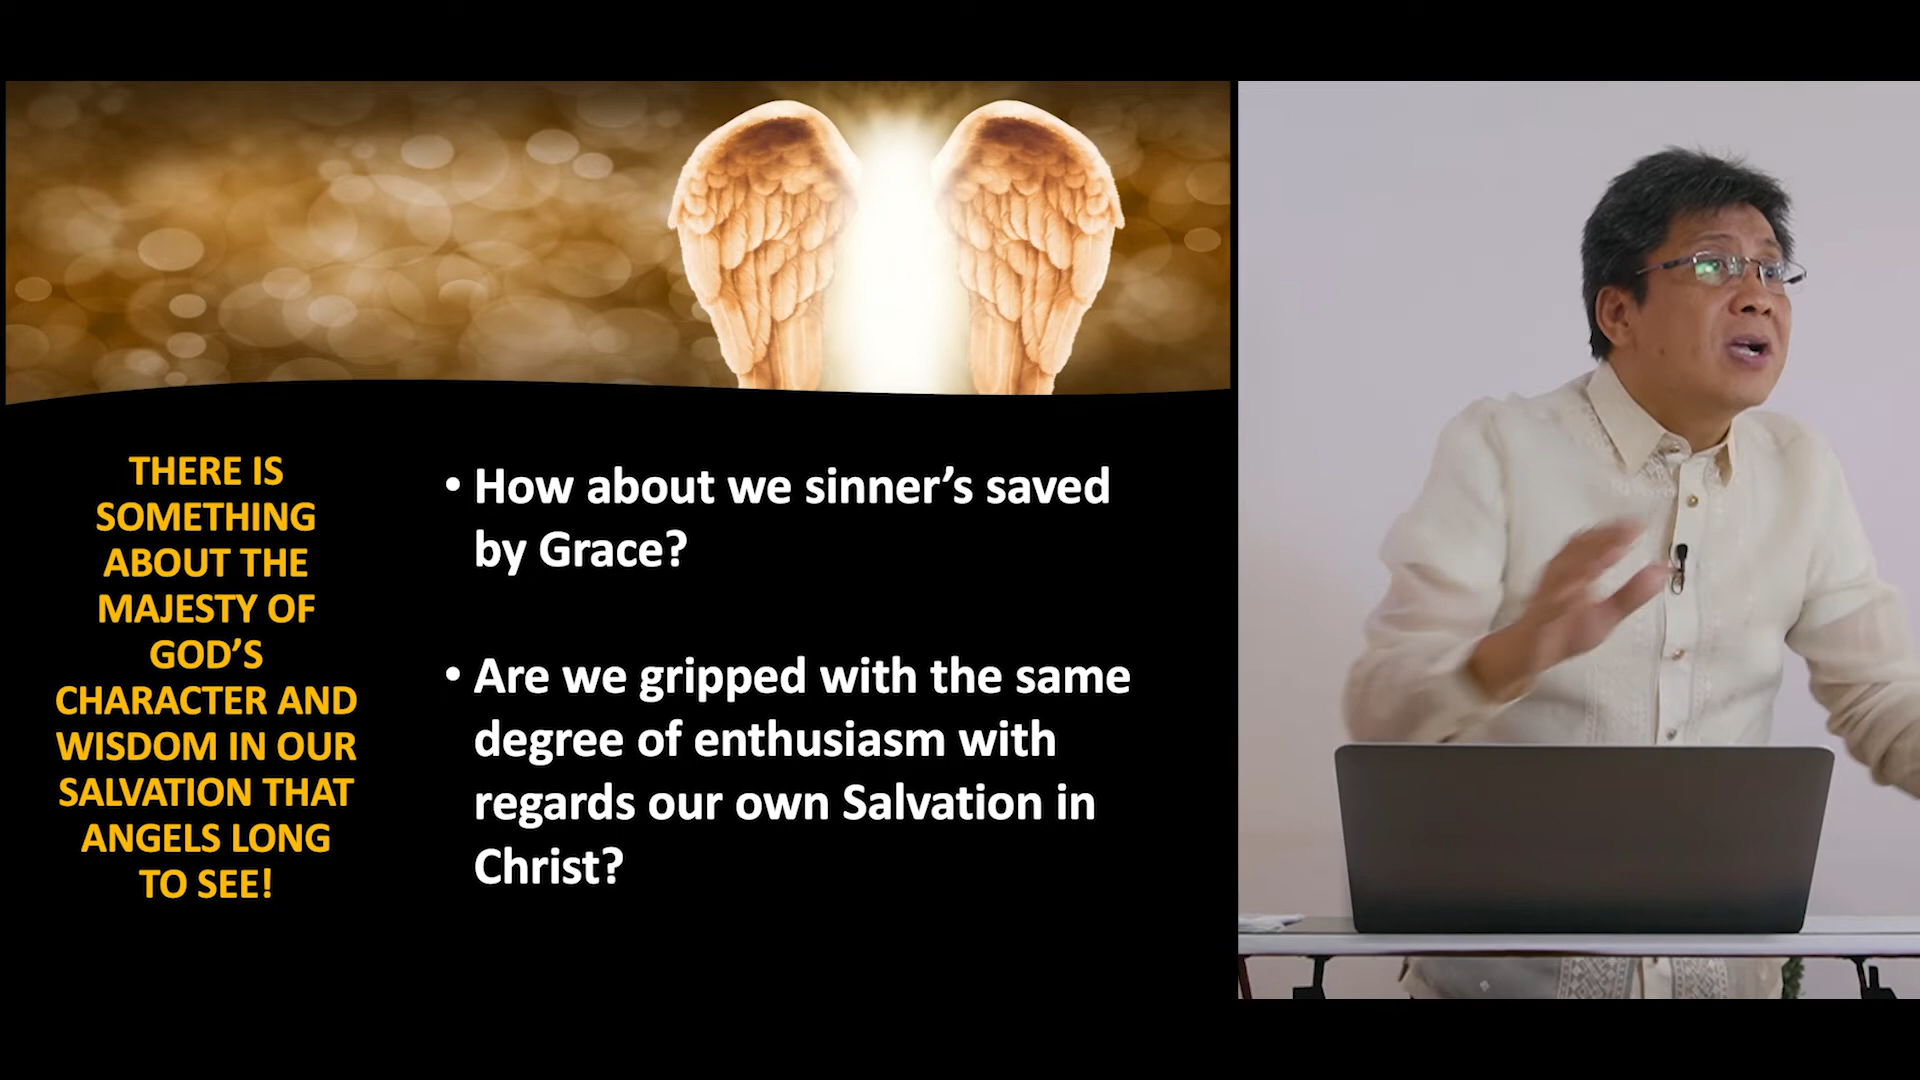 THERE IS
SOMETHING
ABOUT THE
MAJESTY OF
GOD’S
CHARACTER AND
WISDOM IN OUR
SALVATION THAT
ANGELS LONG
TO SEE!
• How about we sinner’s saved
by Grace?
• Are we gripped with the same
degree of enthusiasm with
regards our own Salvation in
Christ?